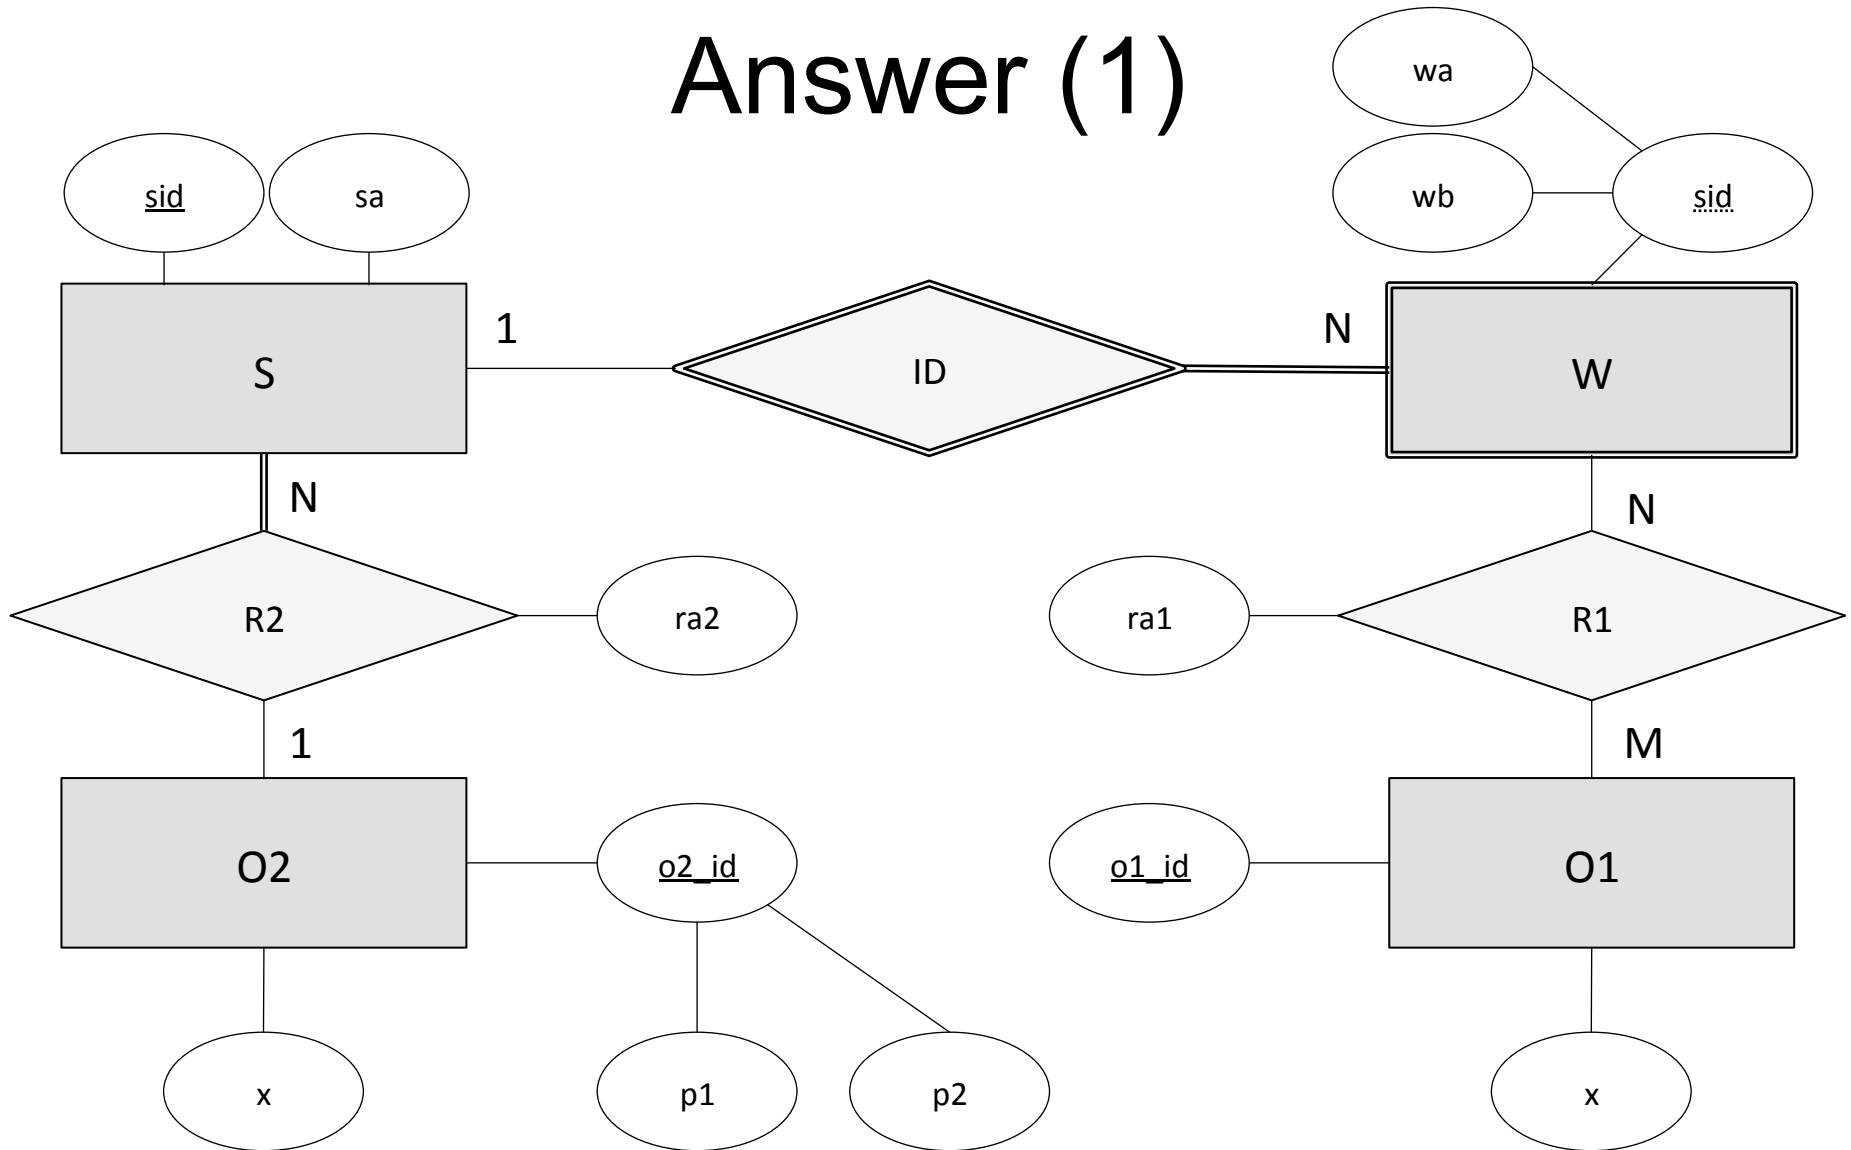 Answer (1)
wa
sid
sa
wb
sid
1
N
S
ID
W
N
N
R2
ra2
ra1
R1
1
M
O2
o2_id
o1_id
O1
x
p1
p2
x